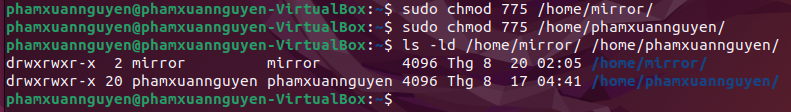 phamxuannguyen@phamxuannguyen-VirtualBox:~$ sudo chmod 775 /home/mirror/
phamxuannguyen@phamxuannguyen-VirtualBox:~$ sudo chmod 775 /home/phamxuannguyen/
phamxuannguyen@phamxuannguyen-VirtualBox:~$ ls -ld /home/mirror/ /home/phamxuannguyen/
drwxrwxr-x  2 mirror         mirror         4096 Thg 8  20 02:05 /home/mirror/
drwxrwxr-x 20 phamxuannguyen phamxuannguyen 4096 Thg 8  17 04:41 /home/phamxuannguyen/
phamxuannguyen@phamxuannguyen-VirtualBox:~$